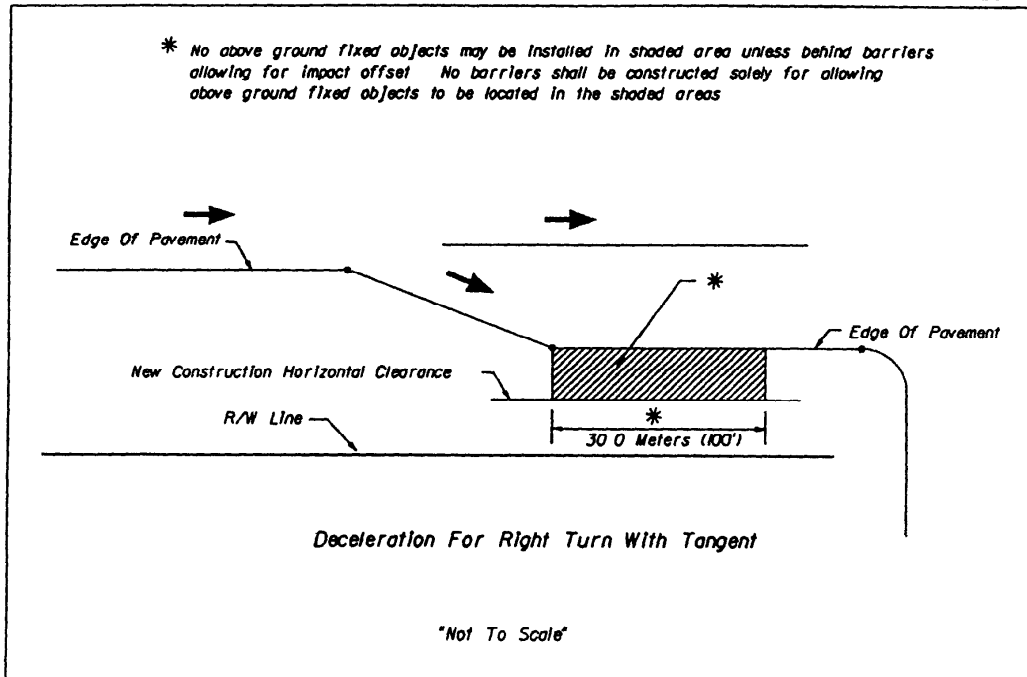 * No above ground fixed objects may be installed in shaded area unless behind barriers
allowing for impact offset No barriers shall be constructed solely for allowing
above ground fixed objects to be located in the shaded areas
Edge Of Pavement
*
Edge Of Pavement
New Construction Horizontal Clearance
*
R/W Line
30 0 Meters (100')
Deceleration For Right Turn With Tangent
"Not To Scale"